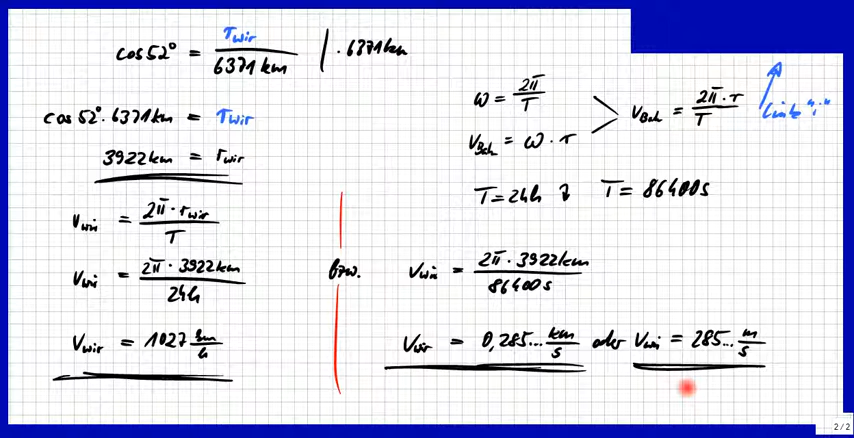 cos 52° = r_wir / 6371 km | · 6371 km
cos 52° · 6371 km = r_wir
3922 km = r_wir
v_wir = 2π · r_wir / T
v_wir = 2π · 3922 km / 24h
v_wir = 1027 km/h
ω = 2π / T
v_Bah = ω · r
v_Bah = 2π · r / T
T = 24h
T = 86400 s
bzw.
v_wir = 2π · 3922 km / 86400 s
v_wir = 0,285... km/s oder v_wir = 285... m/s
2 / 2